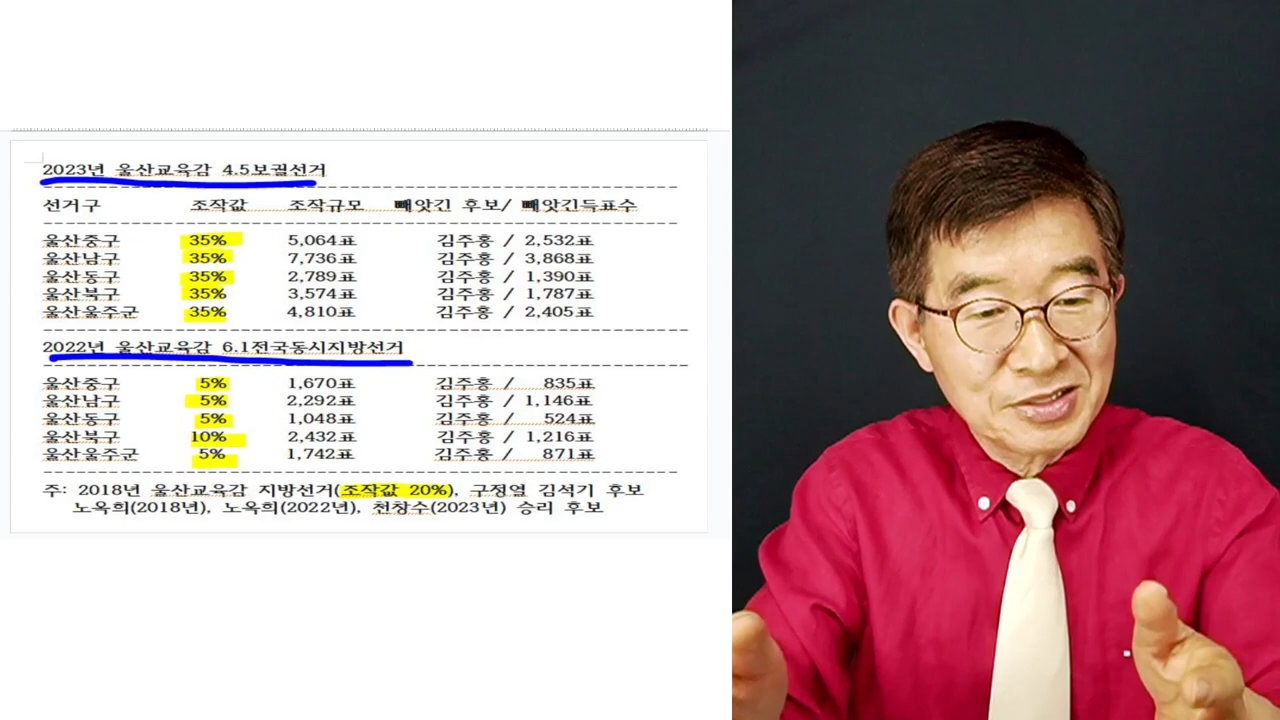 2023년 울산교육감 4.5보궐선거
선거구 조작값 조작규모 빼앗긴 후보/ 빼앗긴득표수
울산중구 35% 5,064표 김주홍 / 2,532표
울산남구 35% 7,736표 김주홍 / 3,868표
울산동구 35% 2,789표 김주홍 / 1,390표
울산북구 35% 3,574표 김주홍 / 1,787표
울산울주군 35% 4,810표 김주홍 / 2,405표
2022년 울산교육감 6.1전국동시지방선거
울산중구 5% 1,670표 김주홍 / 835표
울산남구 5% 2,292표 김주홍 / 1,146표
울산동구 5% 1,048표 김주홍 / 524표
울산북구 10% 2,432표 김주홍 / 1,216표
울산울주군 5% 1,742표 김주홍 / 871표
주: 2018년 울산교육감 지방선거(조작값 20%), 구정열 김석기 후보
노옥희(2018년), 노옥희(2022년), 천창수(2023년) 승리 후보